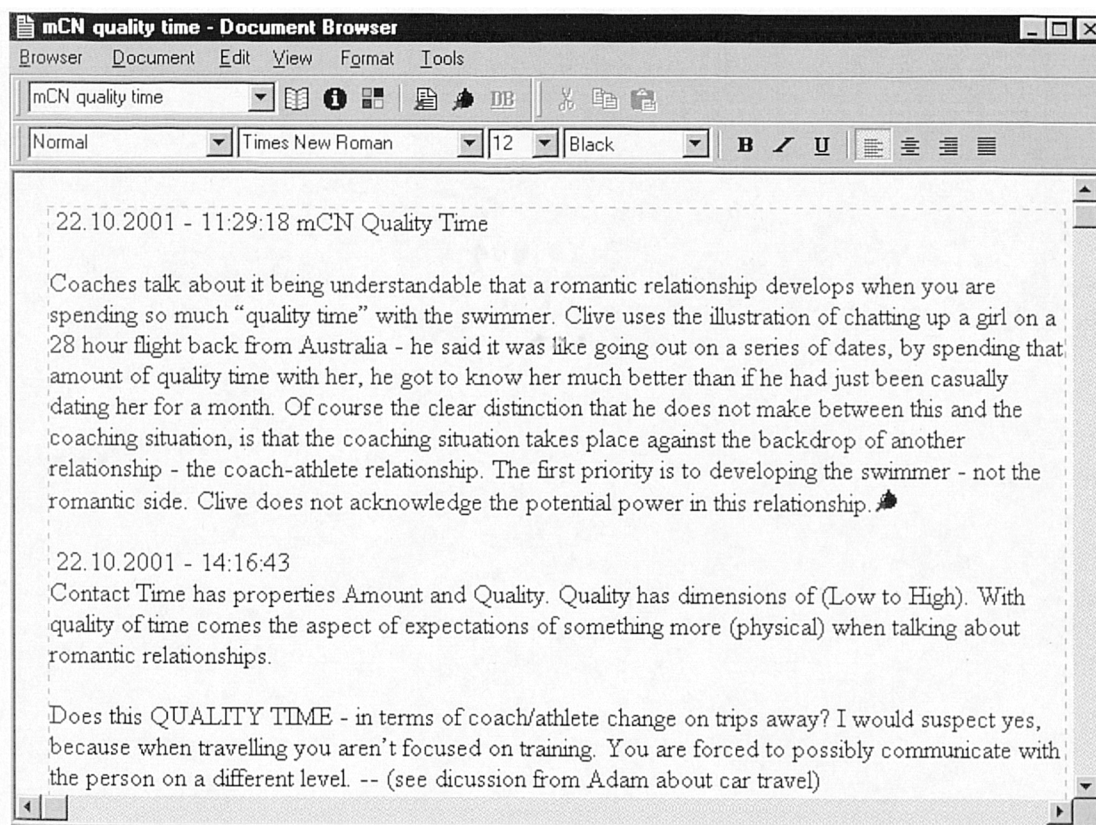 mCN quality time - Document Browser
Browser Document Edit View Format Tools
mCN quality time DB
Normal Times New Roman 12 Black B I U
22.10.2001 - 11:29:18 mCN Quality Time
Coaches talk about it being understandable that a romantic relationship develops when you are
spending so much “quality time” with the swimmer. Clive uses the illustration of chatting up a girl on a
28 hour flight back from Australia - he said it was like going out on a series of dates, by spending that
amount of quality time with her, he got to know her much better than if he had just been casually
dating her for a month. Of course the clear distinction that he does not make between this and the
coaching situation, is that the coaching situation takes place against the backdrop of another
relationship - the coach-athlete relationship. The first priority is to developing the swimmer - not the
romantic side. Clive does not acknowledge the potential power in this relationship.
22.10.2001 - 14:16:43
Contact Time has properties Amount and Quality. Quality has dimensions of (Low to High). With
quality of time comes the aspect of expectations of something more (physical) when talking about
romantic relationships.
Does this QUALITY TIME - in terms of coach/athlete change on trips away? I would suspect yes,
because when travelling you aren't focused on training. You are forced to possibly communicate with
the person on a different level. -- (see dicussion from Adam about car travel)